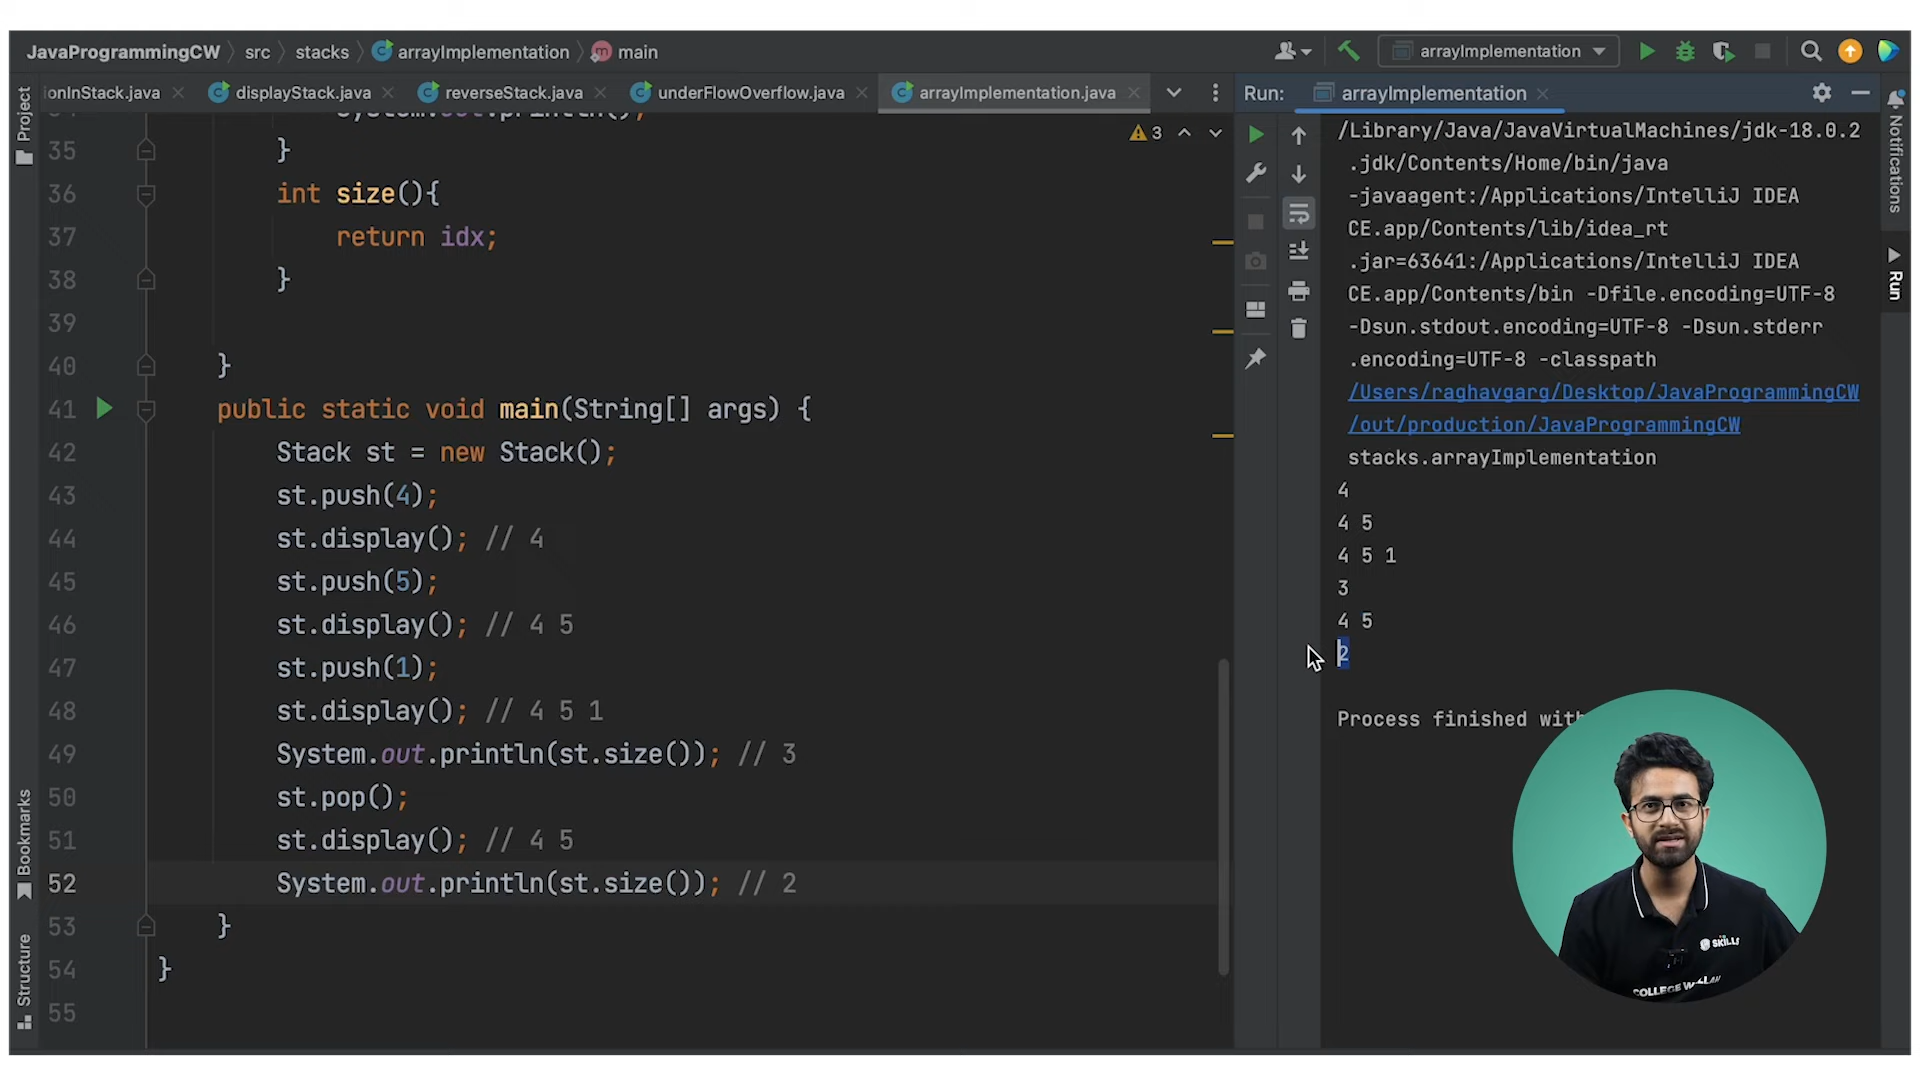 JavaProgrammingCW src stacks arrayImplementation main
arrayImplementation
ionInStack.java displayStack.java reverseStack.java underFlowOverflow.java arrayImplementation.java
Run: arrayImplementation
Project
Bookmarks
Structure
Notifications
Run
3
35 }
36 int size(){
37 return idx;
38 }
39
40 }
41 public static void main(String[] args) {
42 Stack st = new Stack();
43 st.push(4);
44 st.display(); // 4
45 st.push(5);
46 st.display(); // 4 5
47 st.push(1);
48 st.display(); // 4 5 1
49 System.out.println(st.size()); // 3
50 st.pop();
51 st.display(); // 4 5
52 System.out.println(st.size()); // 2
53 }
54 }
55
/Library/Java/JavaVirtualMachines/jdk-18.0.2
.jdk/Contents/Home/bin/java
-javaagent:/Applications/IntelliJ IDEA
CE.app/Contents/lib/idea_rt
.jar=63641:/Applications/IntelliJ IDEA
CE.app/Contents/bin -Dfile.encoding=UTF-8
-Dsun.stdout.encoding=UTF-8 -Dsun.stderr
.encoding=UTF-8 -classpath
/Users/raghavgarg/Desktop/JavaProgrammingCW
/out/production/JavaProgrammingCW
stacks.arrayImplementation
4
4 5
4 5 1
3
4 5
2
Process finished
SKILLS
COLLEGE